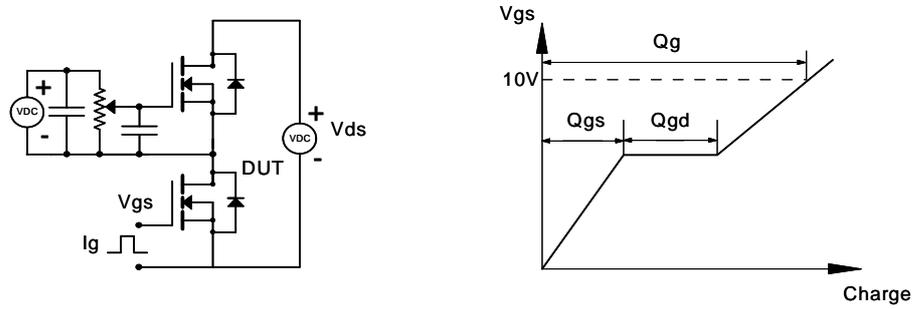 VDC
+
-
Vgs
Ig
DUT
VDC
+
-
Vds
Vgs
10V
Qg
Qgs
Qgd
Charge